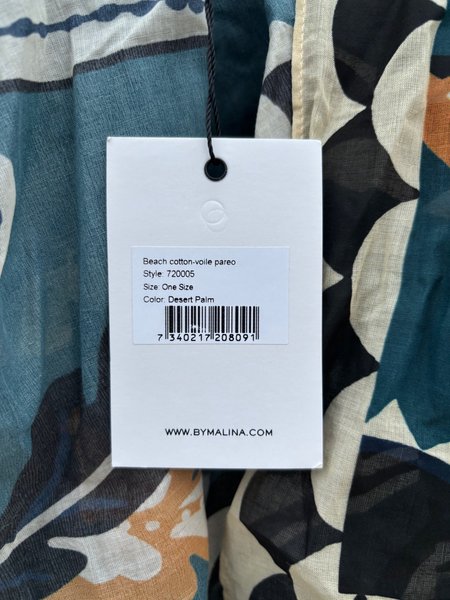 Beach cotton-voile pareo
Style: 720005
Size: One Size
Color: Desert Palm
7 340217 208091
WWW.BYMALINA.COM